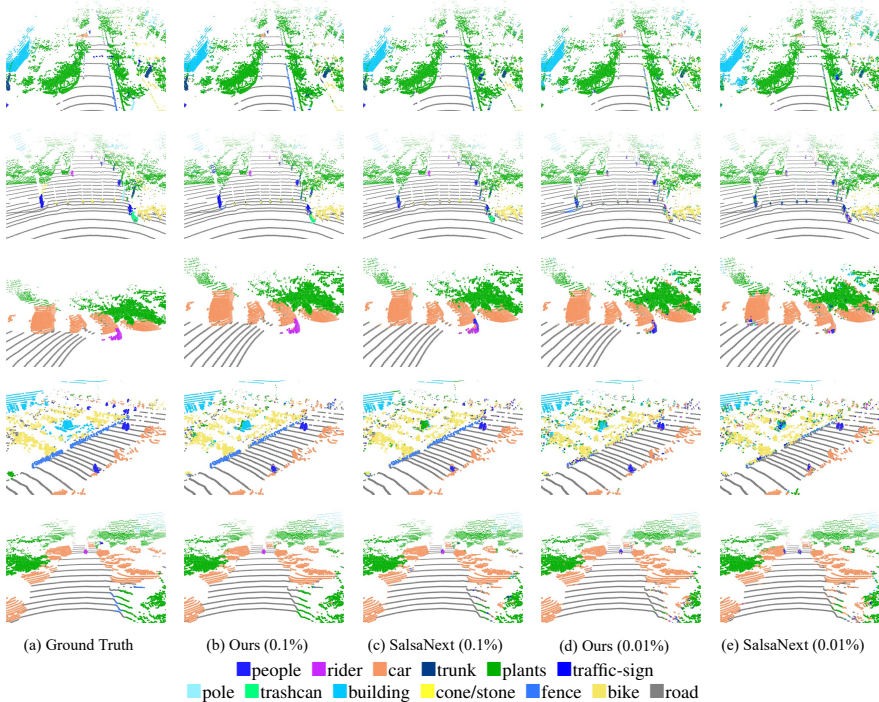 (a) Ground Truth (b) Ours (0.1%) (c) SalsaNext (0.1%) (d) Ours (0.01%) (e) SalsaNext (0.01%)
people rider car trunk plants traffic-sign
pole trashcan building cone/stone fence bike road